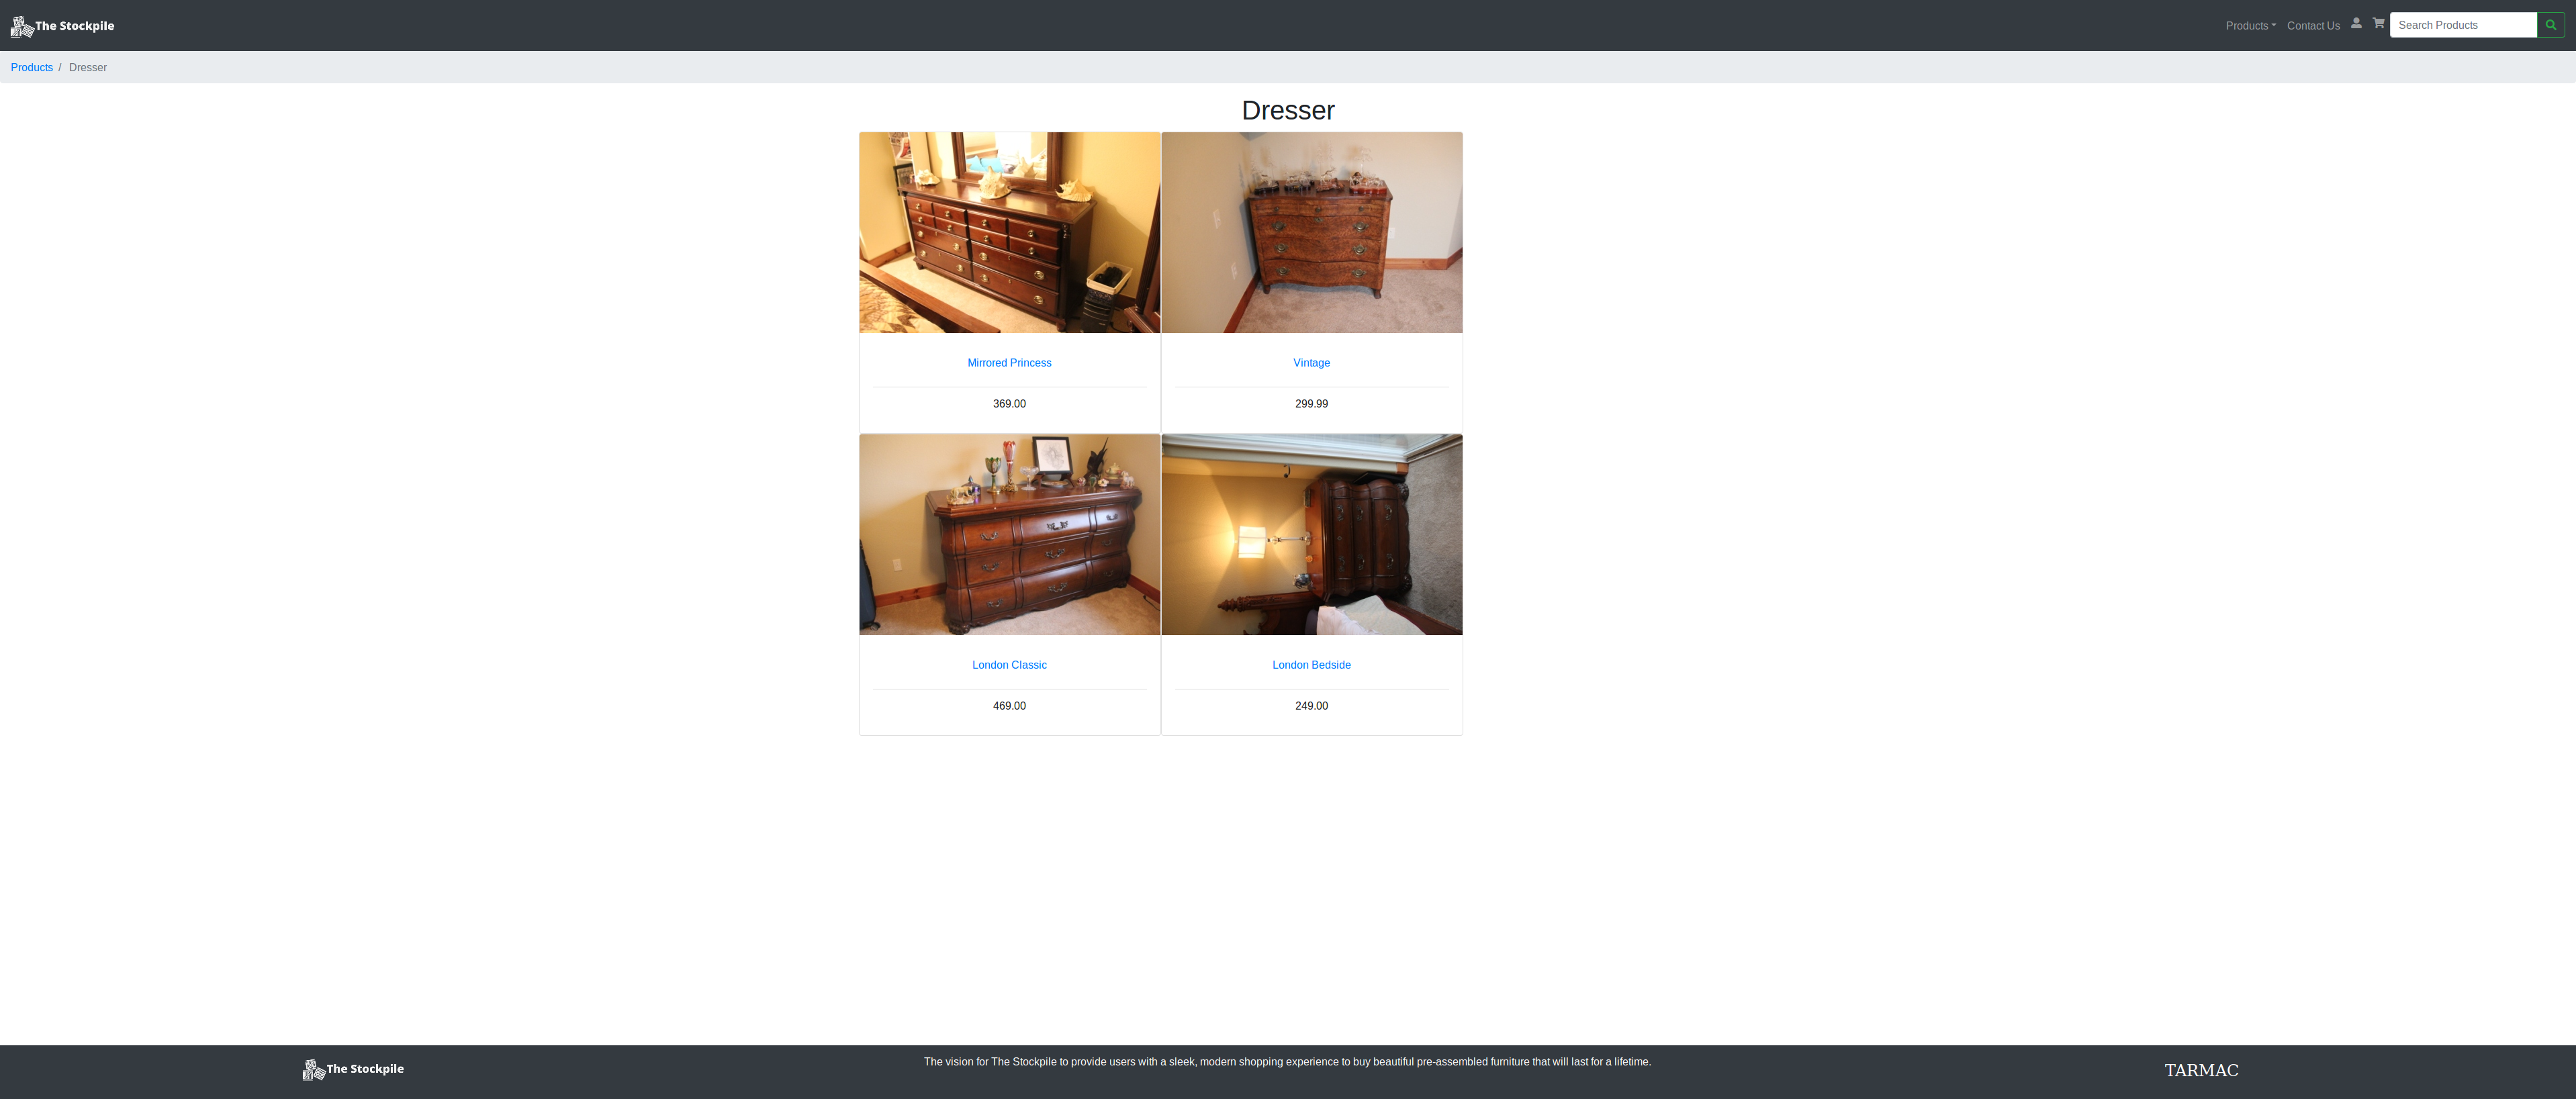 The Stockpile
Products
Contact Us
Search Products
Products / Dresser
Dresser
Mirrored Princess
369.00
Vintage
299.99
London Classic
469.00
London Bedside
249.00
The Stockpile
The vision for The Stockpile to provide users with a sleek, modern shopping experience to buy beautiful pre-assembled furniture that will last for a lifetime.
TARMAC